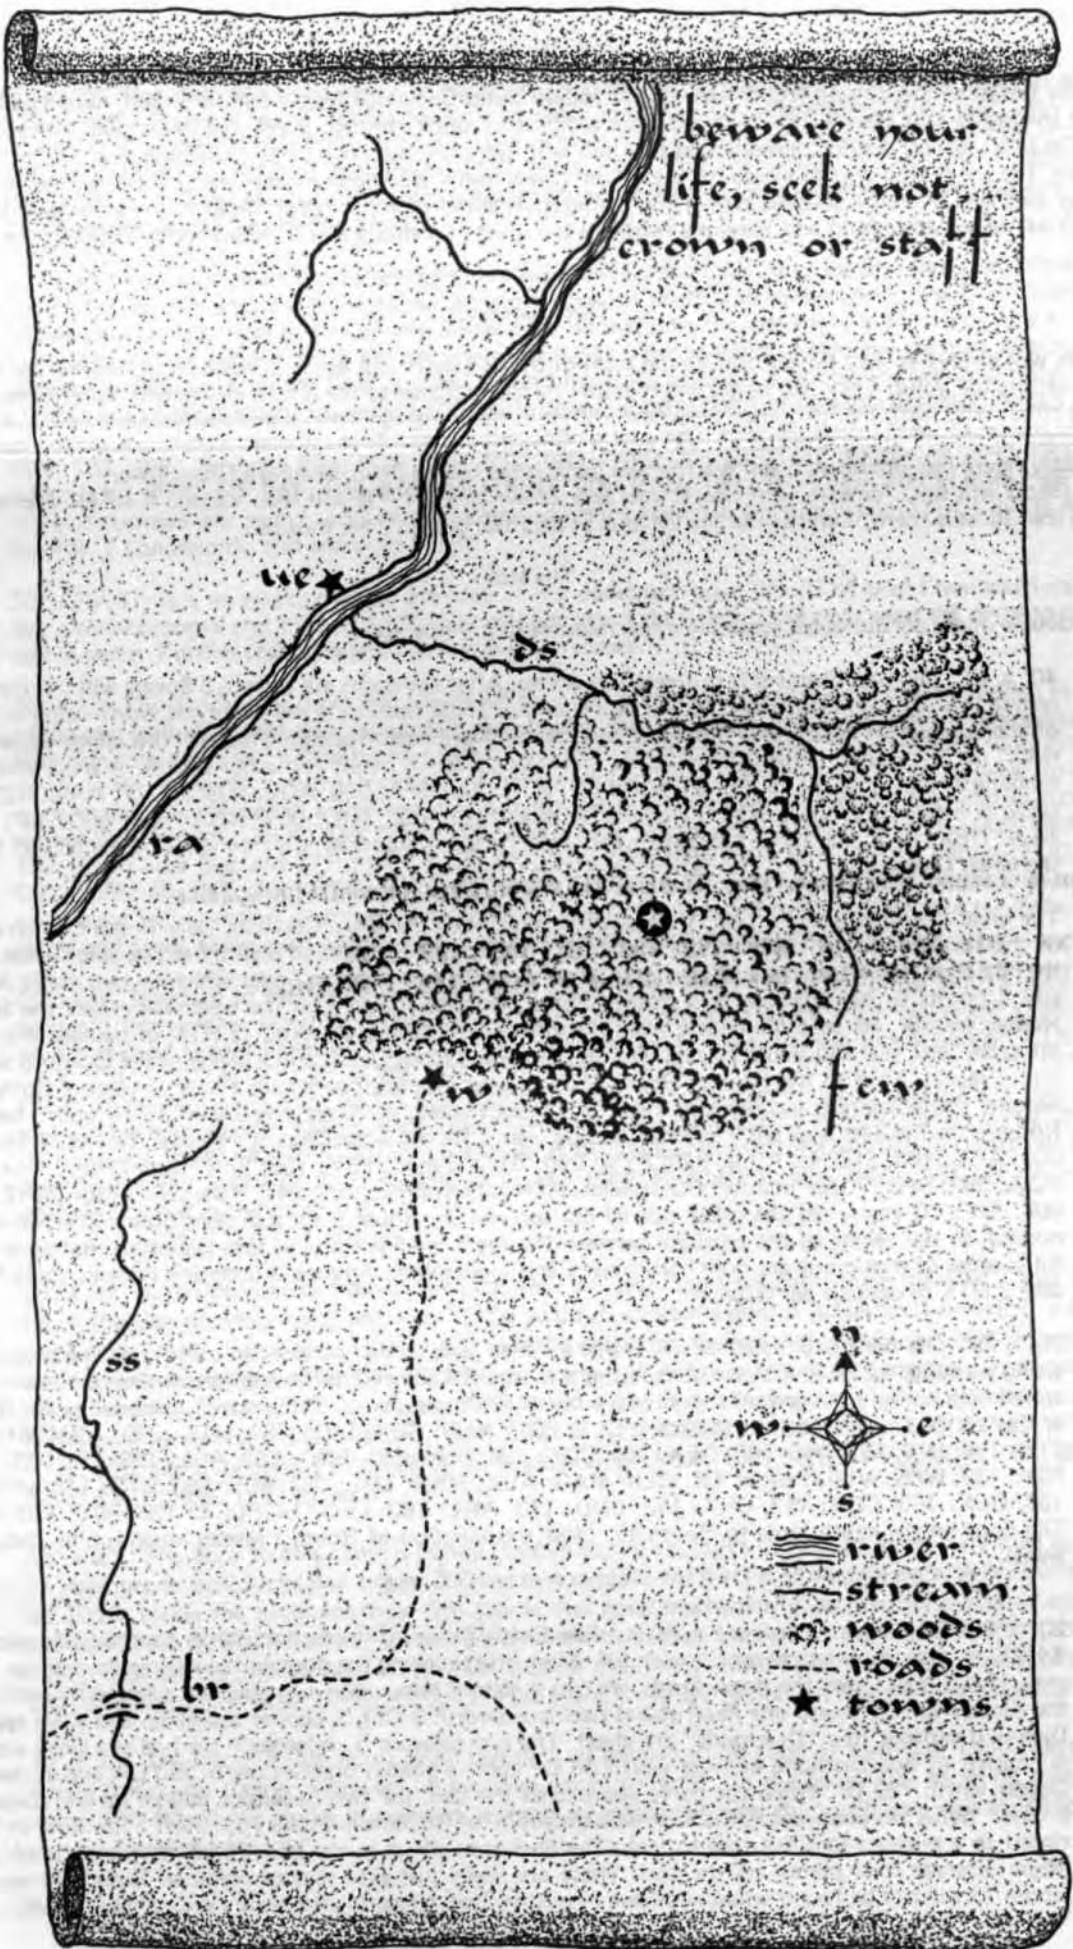 beware your
life, seek not...
crown or staff
ue
ds
ra
w
few
ss
n
w e
s
river
stream
woods
roads
towns
br